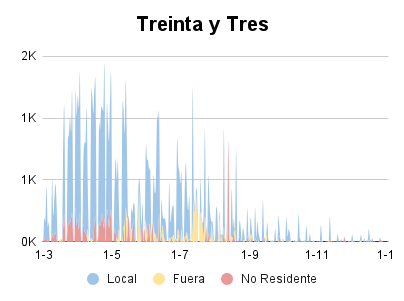 Treinta y Tres
2K
2K
1K
1K
0K
1-3 1-5 1-7 1-9 1-11 1-1
Local Fuera No Residente